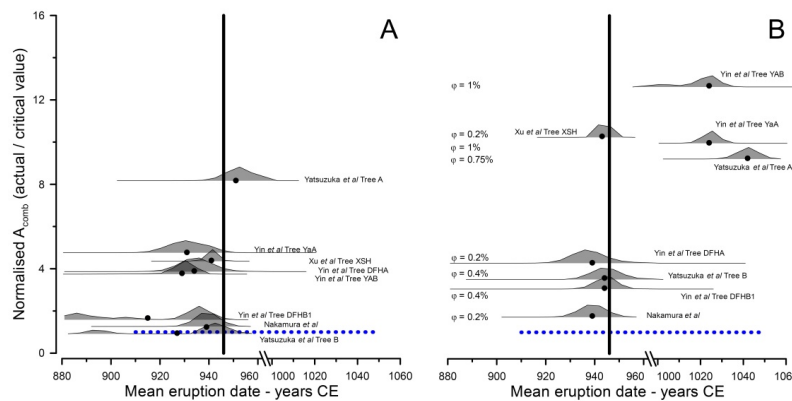 16
12
8
4
0
Normalised Acomb (actual / critical value)
A
Yatsuzuka et al Tree A
Yin et al Tree YaA
Xu et al Tree XSH
Yin et al Tree DFHA
Yin et al Tree YAB
Yin et al Tree DFHB1
Nakamura et al
Yatsuzuka et al Tree B
880 900 920 940 960 1000 1020 1040 1060
Mean eruption date - years CE
B
φ = 1%
Yin et al Tree YAB
φ = 0.2%
Xu et al Tree XSH
Yin et al Tree YaA
φ = 1%
φ = 0.75%
Yatsuzuka et al Tree A
φ = 0.2%
Yin et al Tree DFHA
φ = 0.4%
Yatsuzuka et al Tree B
φ = 0.4%
Yin et al Tree DFHB1
φ = 0.2%
Nakamura et al
880 900 920 940 960 1000 1020 1040 1060
Mean eruption date - years CE